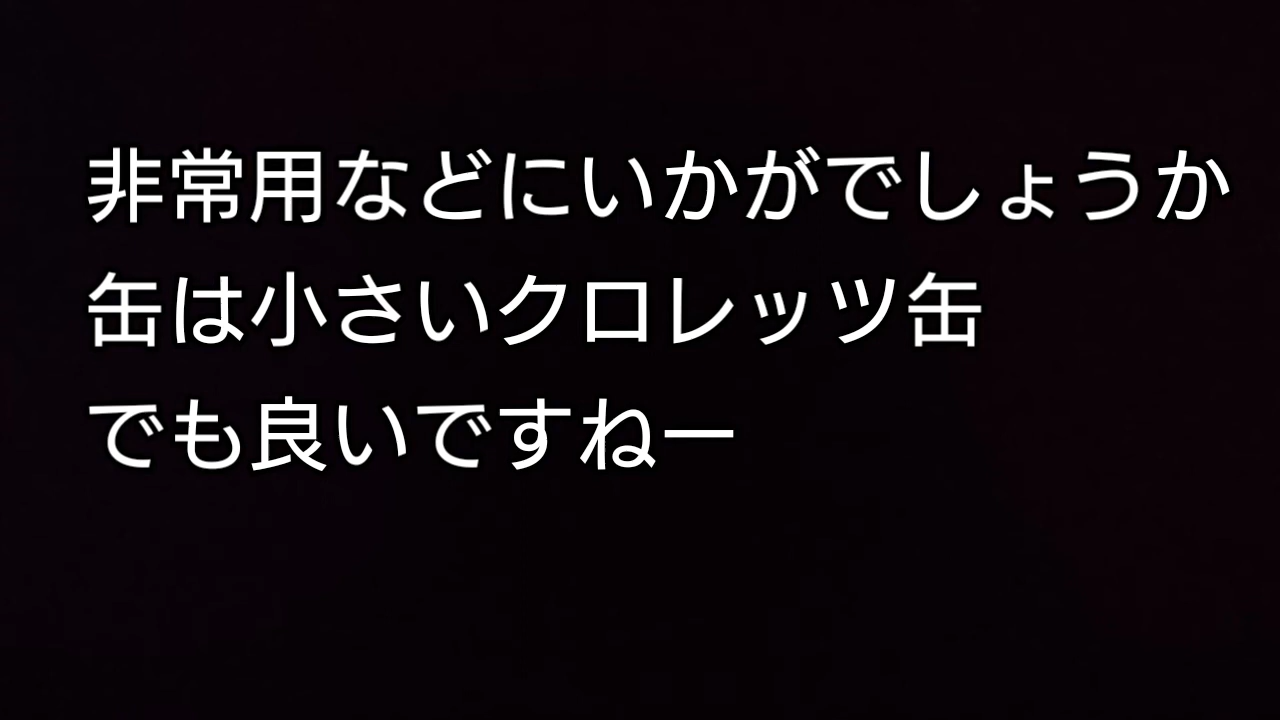 非常用などにいかがでしょうか
缶は小さいクロレッツ缶
でも良いですねー